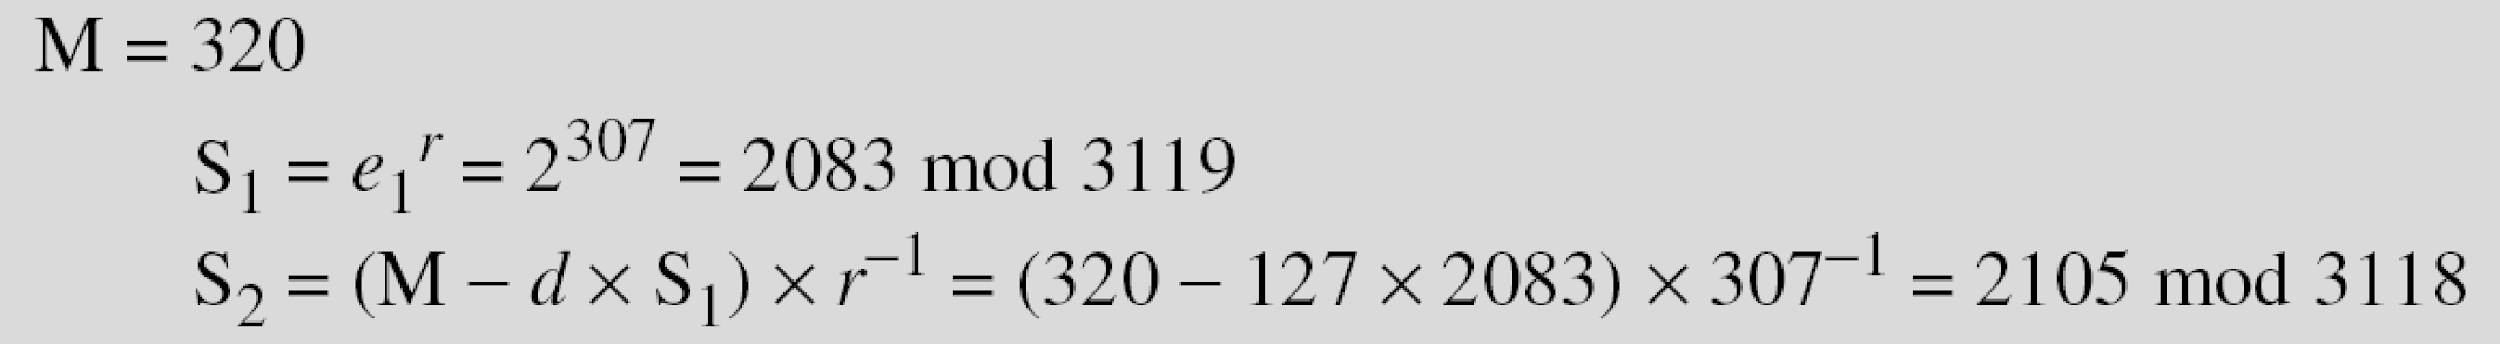 M = 320
S₁ = e₁ʳ = 2³⁰⁷ = 2083 mod 3119
S₂ = (M − d × S₁) × r⁻¹ = (320 − 127 × 2083) × 307⁻¹ = 2105 mod 3118